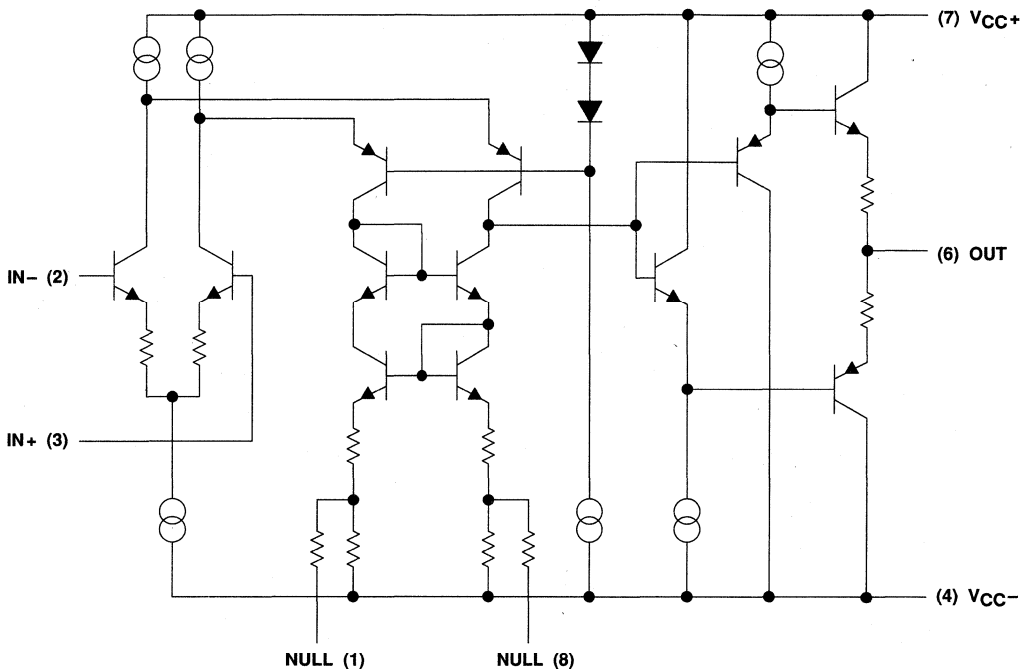 (7) VCC+
IN− (2)
(6) OUT
IN+ (3)
(4) VCC−
NULL (1)
NULL (8)